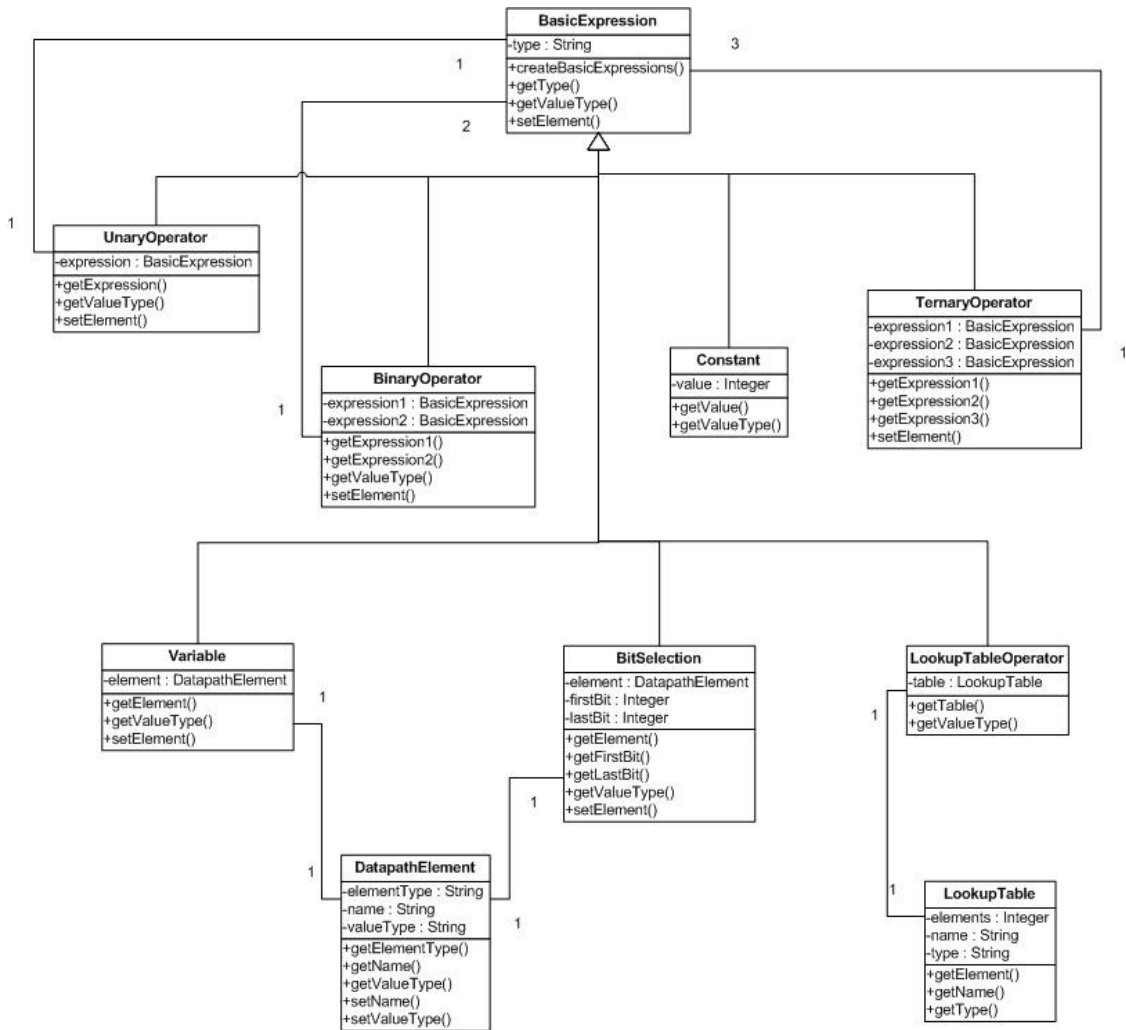 BasicExpression
-type : String
+createBasicExpressions()
+getType()
+getValueType()
+setElement()
1
3
2
1
UnaryOperator
-expression : BasicExpression
+getExpression()
+getValueType()
+setElement()
BinaryOperator
-expression1 : BasicExpression
-expression2 : BasicExpression
+getExpression1()
+getExpression2()
+getValueType()
+setElement()
1
Constant
-value : Integer
+getValue()
+getValueType()
TernaryOperator
-expression1 : BasicExpression
-expression2 : BasicExpression
-expression3 : BasicExpression
+getExpression1()
+getExpression2()
+getExpression3()
+setElement()
1
Variable
-element : DatapathElement
+getElement()
+getValueType()
+setElement()
1
BitSelection
-element : DatapathElement
-firstBit : Integer
-lastBit : Integer
+getElement()
+getFirstBit()
+getLastBit()
+getValueType()
+setElement()
1
LookupTableOperator
-table : LookupTable
+getTable()
+getValueType()
1
DatapathElement
-elementType : String
-name : String
-valueType : String
+getElementType()
+getName()
+getValueType()
+setName()
+setValueType()
1
1
LookupTable
-elements : Integer
-name : String
-type : String
+getElement()
+getName()
+getType()
1